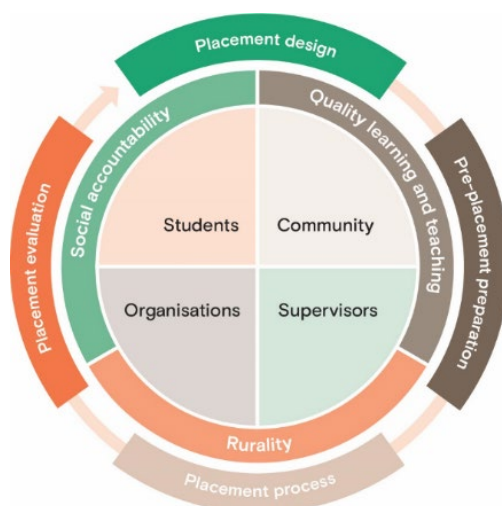 Placement design
Social accountability
Quality learning and teaching
Placement evaluation
Pre-placement preparation
Students
Community
Organisations
Supervisors
Rurality
Placement process